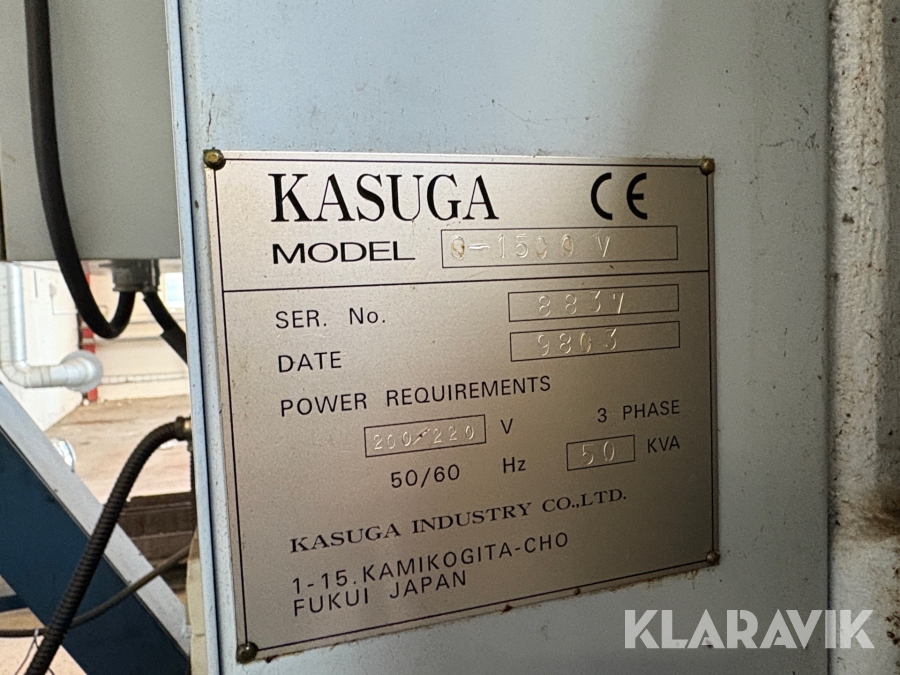 KASUGA CE
MODEL 0-1500 V
SER. No. 8837
DATE 9803
POWER REQUIREMENTS
200/220 V 3 PHASE
50/60 Hz 50 KVA
KASUGA INDUSTRY CO.,LTD.
1-15.KAMIKOGITA-CHO
FUKUI JAPAN
KLARAVIK